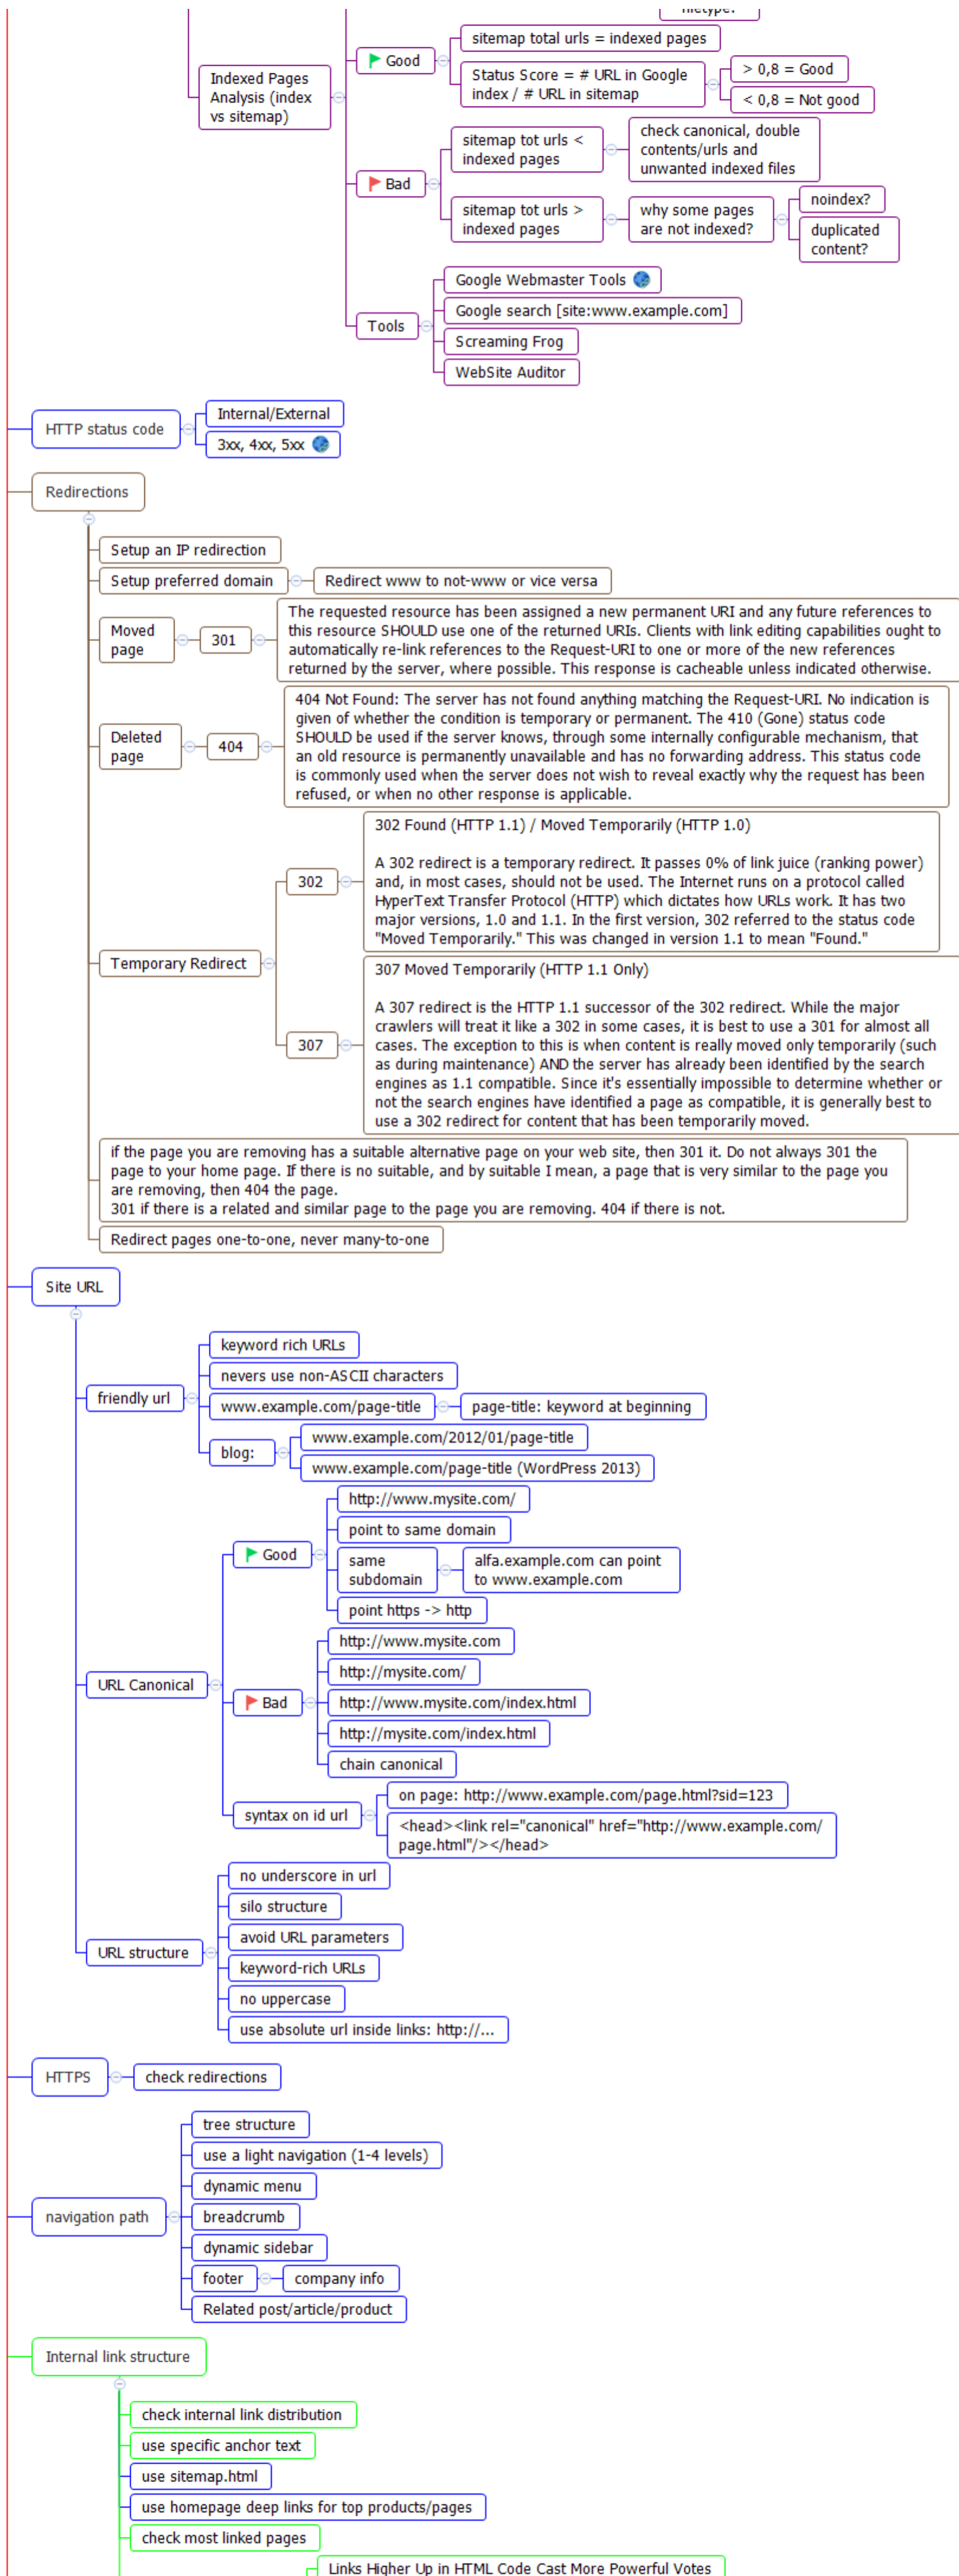 filetype:
Good
sitemap total urls = indexed pages
Status Score = # URL in Google
index / # URL in sitemap
> 0,8 = Good
< 0,8 = Not good
Indexed Pages
Analysis (index
vs sitemap)
Bad
sitemap tot urls <
indexed pages
check canonical, double
contents/urls and
unwanted indexed files
sitemap tot urls >
indexed pages
why some pages
are not indexed?
noindex?
duplicated
content?
Tools
Google Webmaster Tools
Google search [site:www.example.com]
Screaming Frog
WebSite Auditor
HTTP status code
Internal/External
3xx, 4xx, 5xx
Redirections
Setup an IP redirection
Setup preferred domain
Redirect www to not-www or vice versa
Moved
page
301
The requested resource has been assigned a new permanent URI and any future references to
this resource SHOULD use one of the returned URIs. Clients with link editing capabilities ought to
automatically re-link references to the Request-URI to one or more of the new references
returned by the server, where possible. This response is cacheable unless indicated otherwise.
Deleted
page
404
404 Not Found: The server has not found anything matching the Request-URI. No indication is
given of whether the condition is temporary or permanent. The 410 (Gone) status code
SHOULD be used if the server knows, through some internally configurable mechanism, that
an old resource is permanently unavailable and has no forwarding address. This status code
is commonly used when the server does not wish to reveal exactly why the request has been
refused, or when no other response is applicable.
Temporary Redirect
302
302 Found (HTTP 1.1) / Moved Temporarily (HTTP 1.0)
A 302 redirect is a temporary redirect. It passes 0% of link juice (ranking power)
and, in most cases, should not be used. The Internet runs on a protocol called
HyperText Transfer Protocol (HTTP) which dictates how URLs work. It has two
major versions, 1.0 and 1.1. In the first version, 302 referred to the status code
"Moved Temporarily." This was changed in version 1.1 to mean "Found."
307
307 Moved Temporarily (HTTP 1.1 Only)
A 307 redirect is the HTTP 1.1 successor of the 302 redirect. While the major
crawlers will treat it like a 302 in some cases, it is best to use a 301 for almost all
cases. The exception to this is when content is really moved only temporarily (such
as during maintenance) AND the server has already been identified by the search
engines as 1.1 compatible. Since it's essentially impossible to determine whether or
not the search engines have identified a page as compatible, it is generally best to
use a 302 redirect for content that has been temporarily moved.
if the page you are removing has a suitable alternative page on your web site, then 301 it. Do not always 301 the
page to your home page. If there is no suitable, and by suitable I mean, a page that is very similar to the page you
are removing, then 404 the page.
301 if there is a related and similar page to the page you are removing. 404 if there is not.
Redirect pages one-to-one, never many-to-one
Site URL
friendly url
keyword rich URLs
nevers use non-ASCII characters
www.example.com/page-title
page-title: keyword at beginning
blog:
www.example.com/2012/01/page-title
www.example.com/page-title (WordPress 2013)
URL Canonical
Good
http://www.mysite.com/
point to same domain
same
subdomain
alfa.example.com can point
to www.example.com
point https -> http
Bad
http://www.mysite.com
http://mysite.com/
http://www.mysite.com/index.html
http://mysite.com/index.html
chain canonical
syntax on id url
on page: http://www.example.com/page.html?sid=123
<head><link rel="canonical" href="http://www.example.com/
page.html"/></head>
URL structure
no underscore in url
silo structure
avoid URL parameters
keyword-rich URLs
no uppercase
use absolute url inside links: http://...
HTTPS
check redirections
navigation path
tree structure
use a light navigation (1-4 levels)
dynamic menu
breadcrumb
dynamic sidebar
footer
company info
Related post/article/product
Internal link structure
check internal link distribution
use specific anchor text
use sitemap.html
use homepage deep links for top products/pages
check most linked pages
Links Higher Up in HTML Code Cast More Powerful Votes